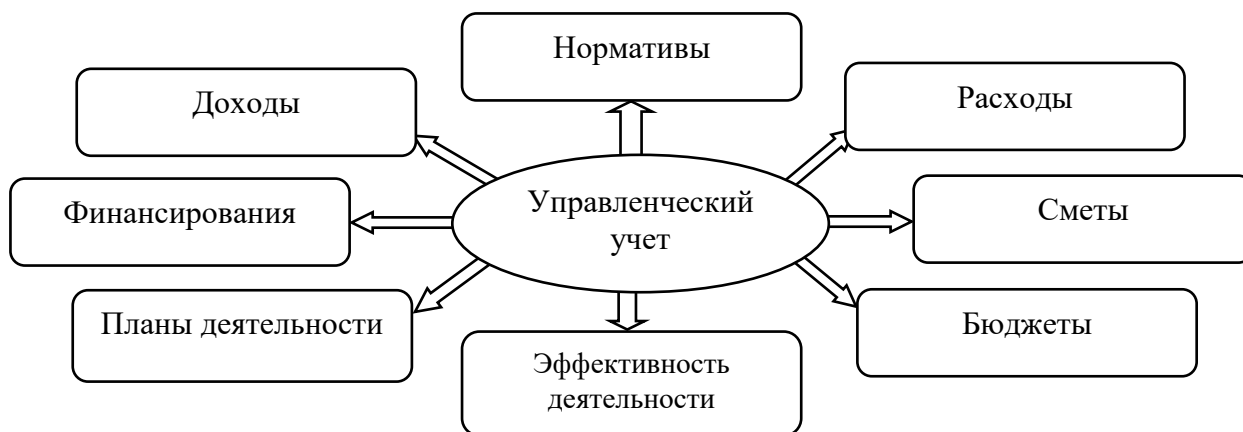 Нормативы
Доходы
Расходы
Финансирования
Управленческий
учет
Сметы
Планы деятельности
Бюджеты
Эффективность
деятельности